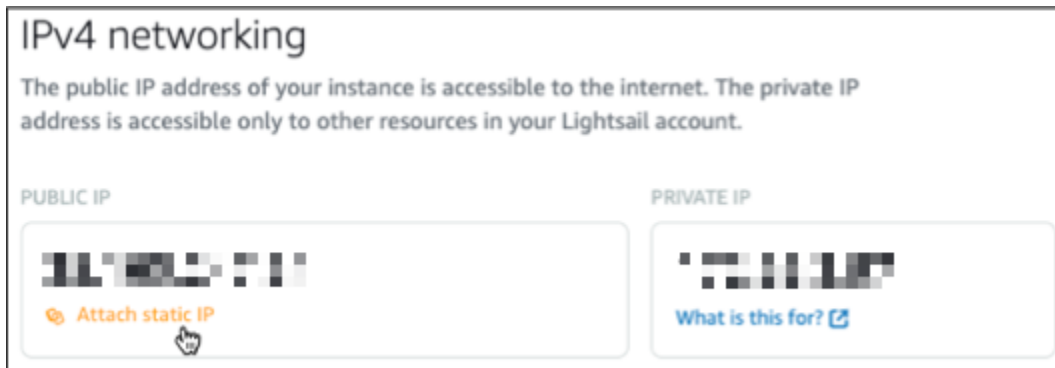 IPv4 networking
The public IP address of your instance is accessible to the internet. The private IP
address is accessible only to other resources in your Lightsail account.
PUBLIC IP
PRIVATE IP
Attach static IP
What is this for?